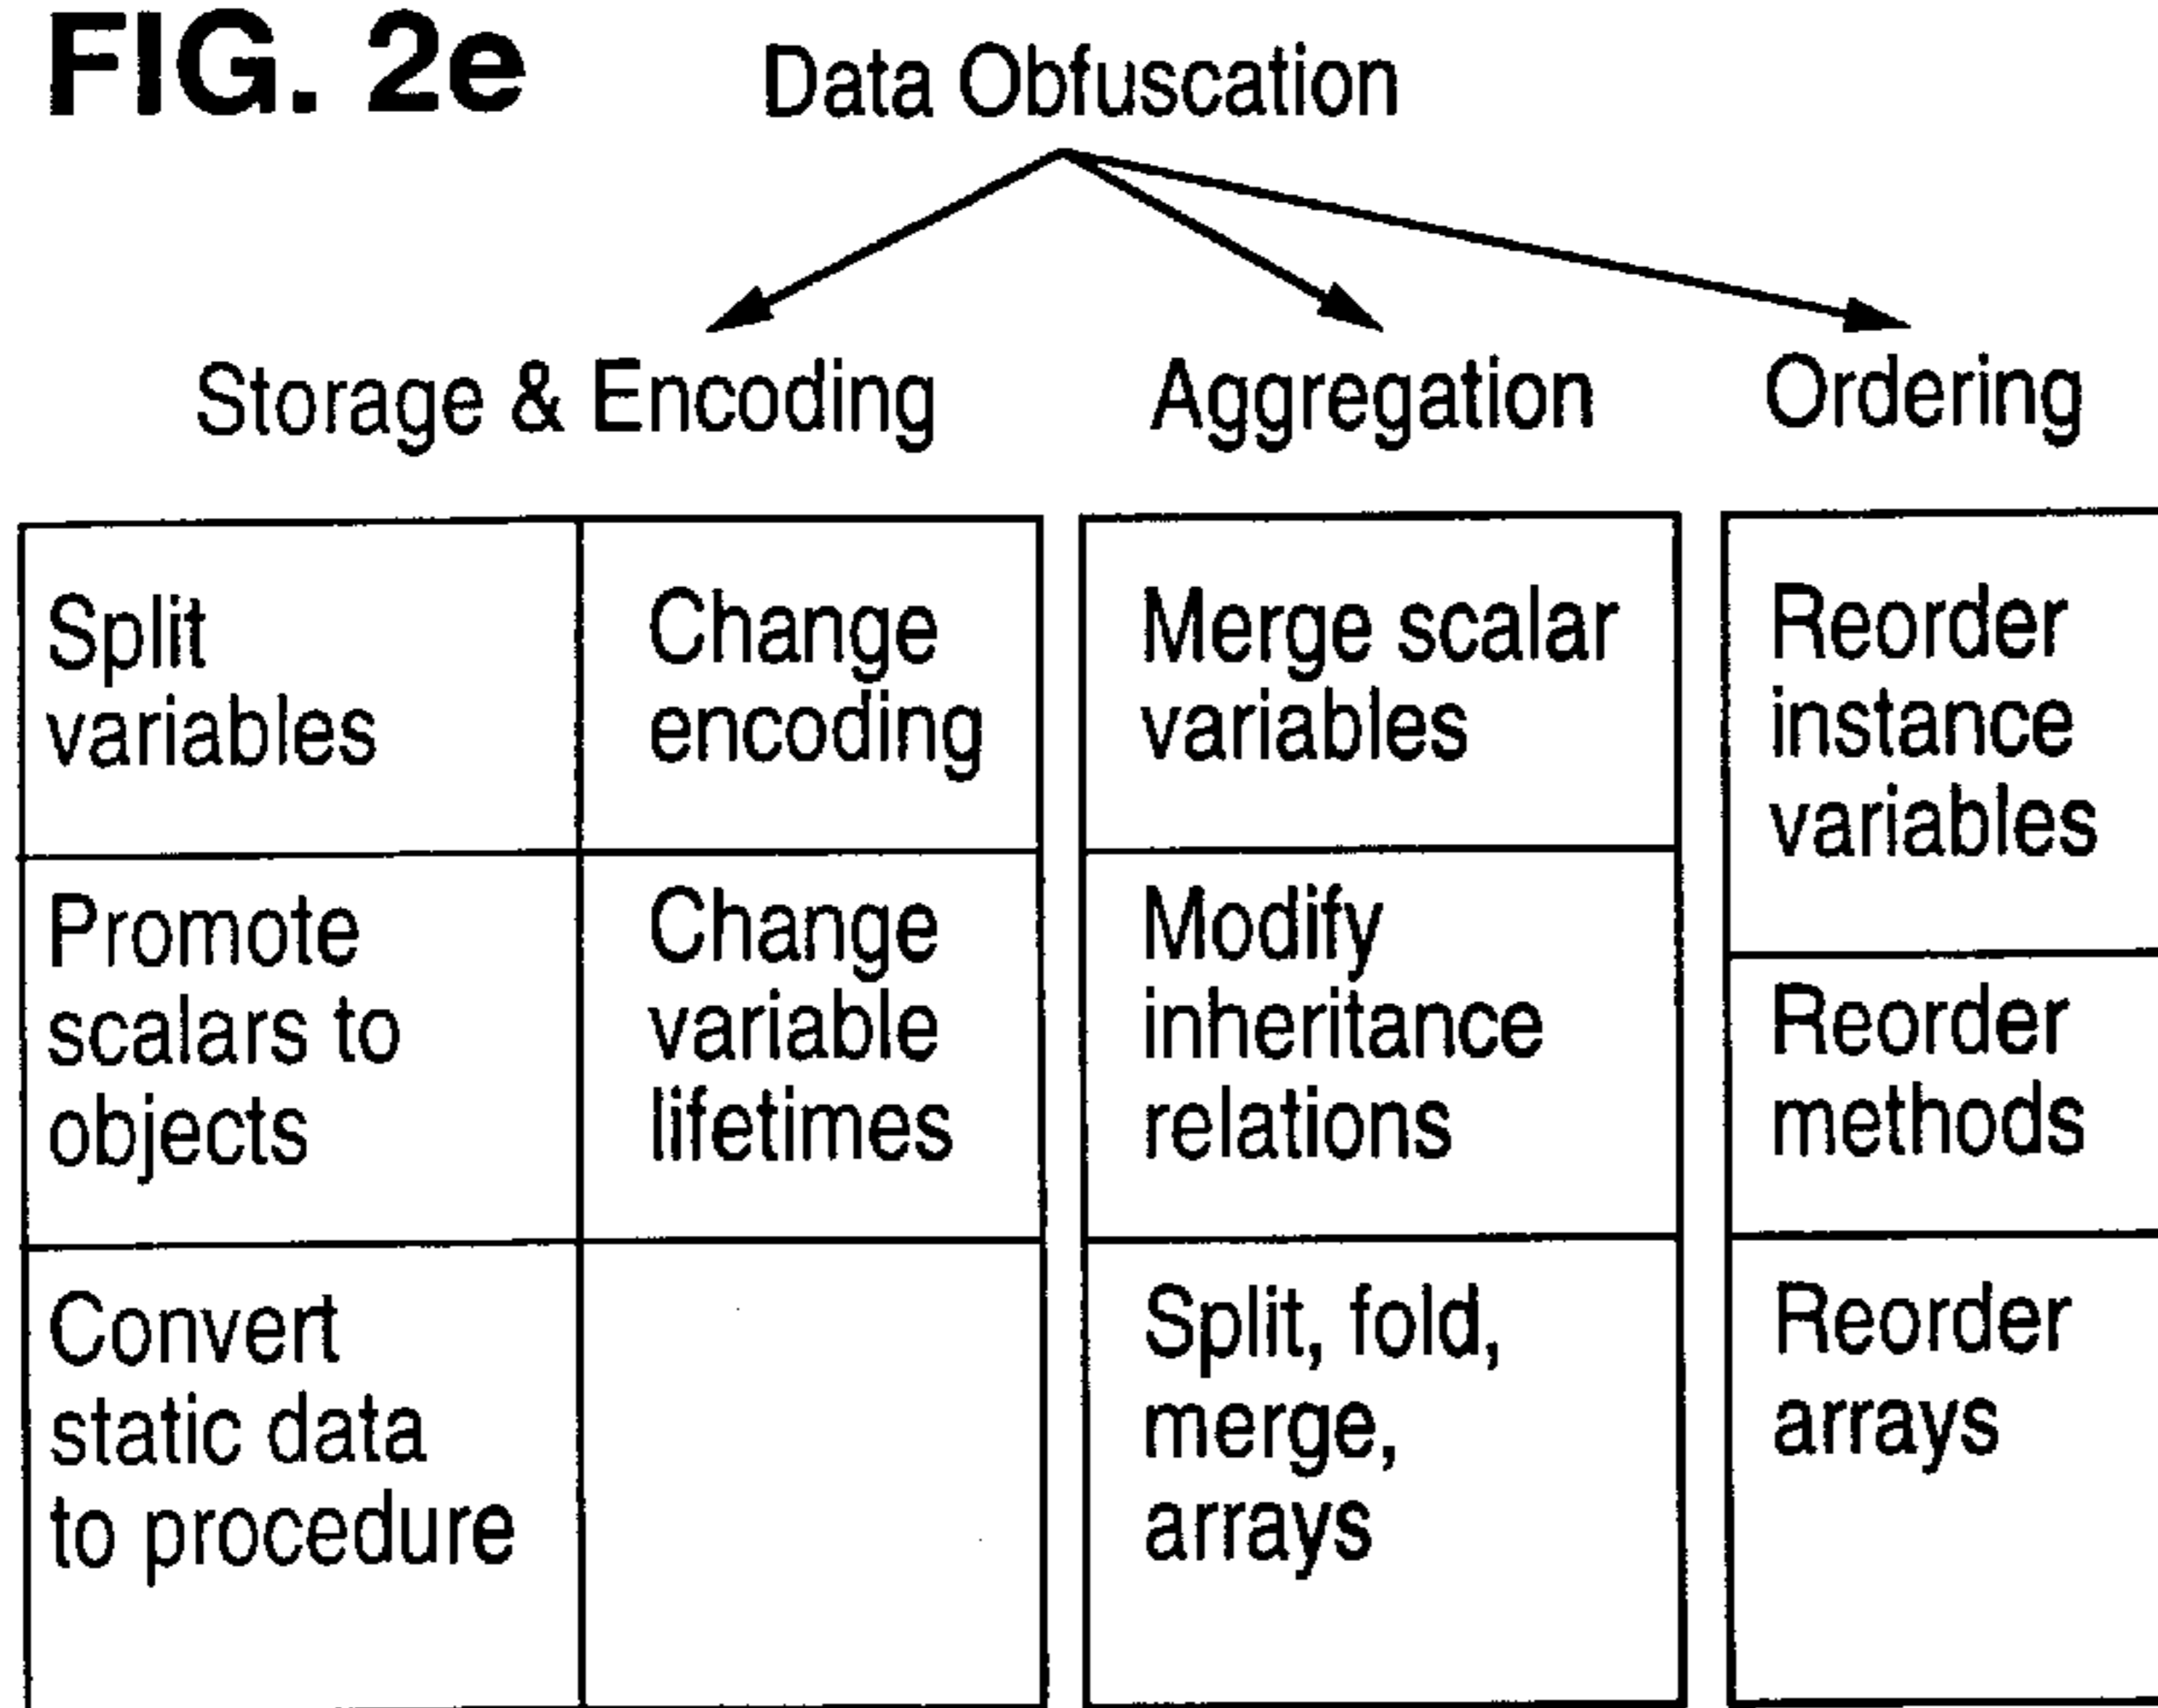 FIG. 2e
Data Obfuscation
Storage & Encoding
Aggregation
Ordering
Split
variables
Change
encoding
Merge scalar
variables
Reorder
instance
variables
Promote
scalars to
objects
Change
variable
lifetimes
Modify
inheritance
relations
Reorder
methods
Convert
static data
to procedure
Split, fold,
merge,
arrays
Reorder
arrays